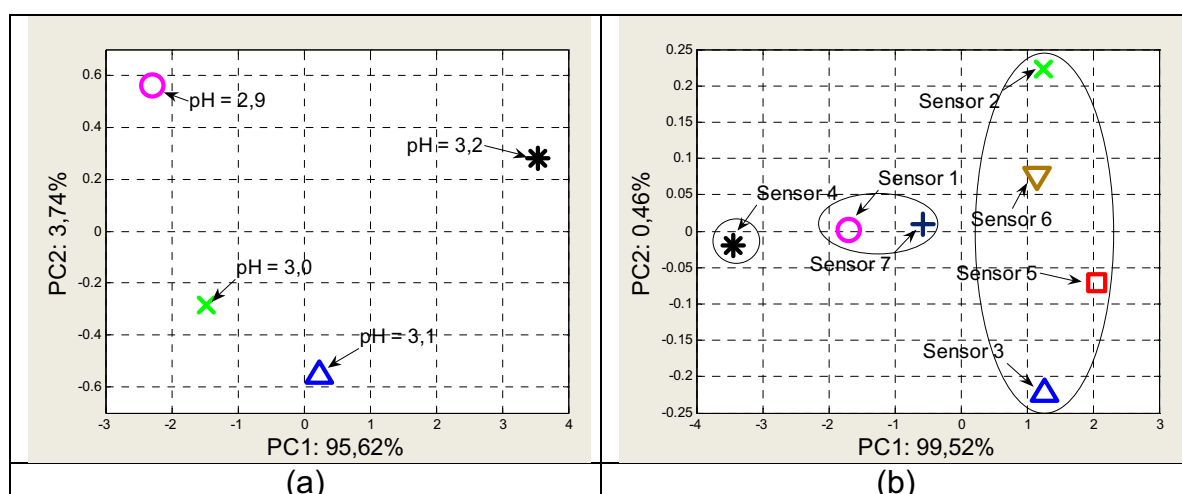 0.6
0.4
0.2
0
-0.2
-0.4
-0.6
PC2: 3,74%
pH = 2,9
pH = 3,2
pH = 3,0
pH = 3,1
-3 -2 -1 0 1 2 3 4
PC1: 95,62%
(a)
0.25
0.2
0.15
0.1
0.05
0
-0.05
-0.1
-0.15
-0.2
-0.25
PC2: 0,46%
Sensor 2
Sensor 4
Sensor 1
Sensor 6
Sensor 7
Sensor 5
Sensor 3
-4 -3 -2 -1 0 1 2 3
PC1: 99,52%
(b)